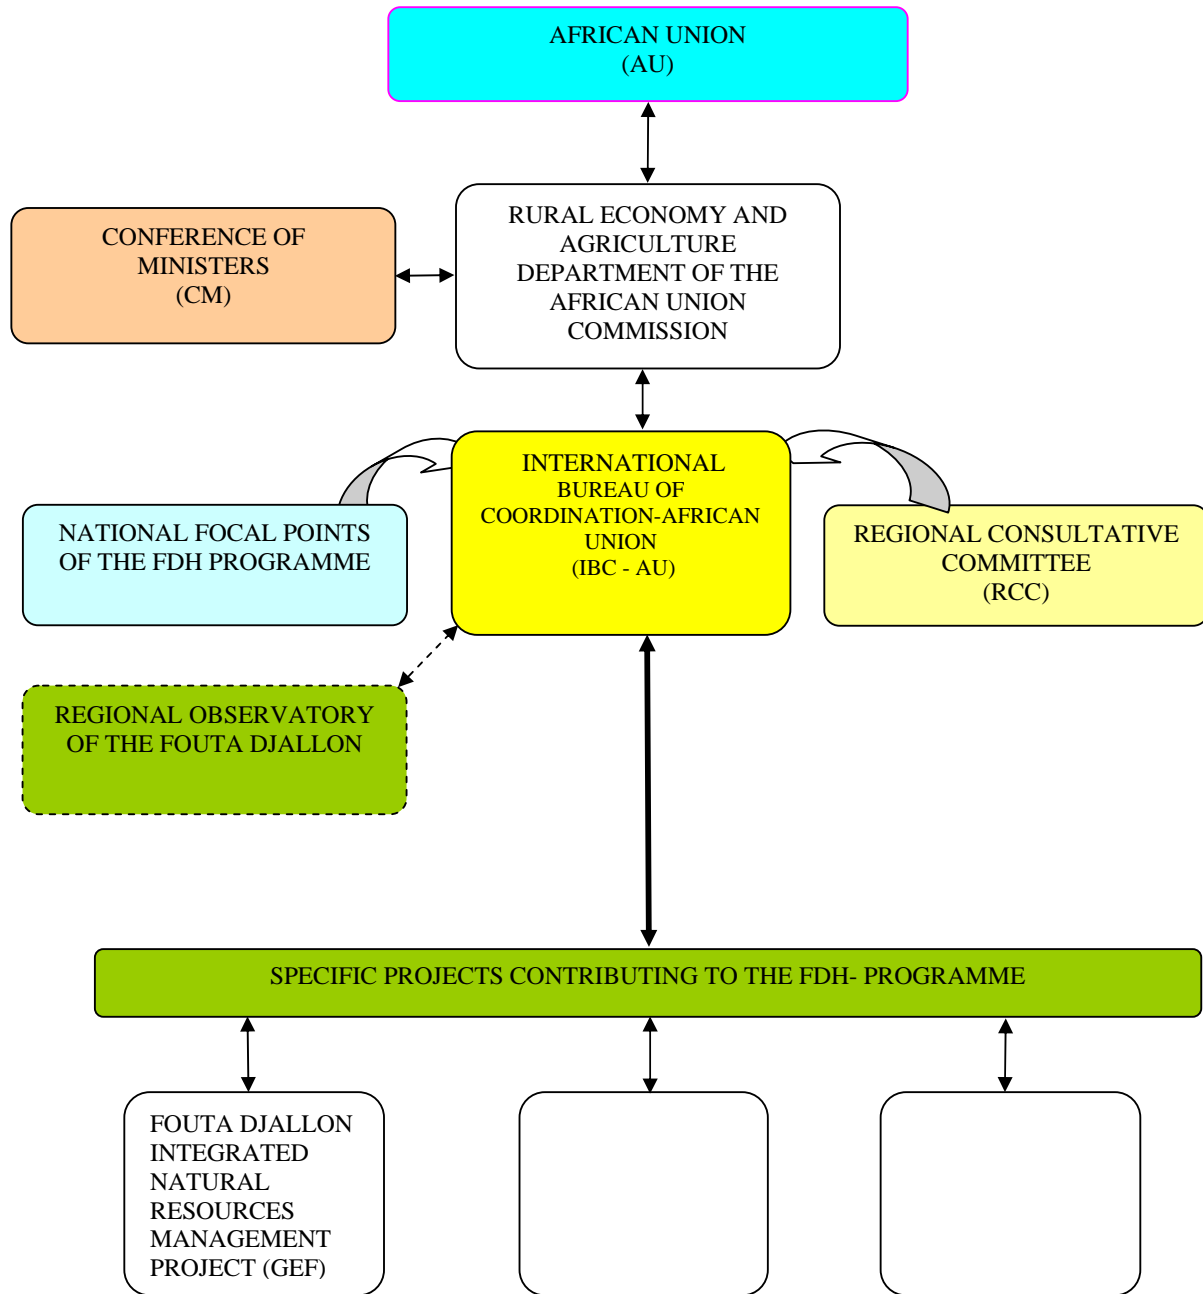 AFRICAN UNION
(AU)
CONFERENCE OF
MINISTERS
(CM)
RURAL ECONOMY AND
AGRICULTURE
DEPARTMENT OF THE
AFRICAN UNION
COMMISSION
NATIONAL FOCAL POINTS
OF THE FDH PROGRAMME
INTERNATIONAL
BUREAU OF
COORDINATION-AFRICAN
UNION
(IBC - AU)
REGIONAL CONSULTATIVE
COMMITTEE
(RCC)
REGIONAL OBSERVATORY
OF THE FOUTA DJALLON
SPECIFIC PROJECTS CONTRIBUTING TO THE FDH- PROGRAMME
FOUTA DJALLON
INTEGRATED
NATURAL
RESOURCES
MANAGEMENT
PROJECT (GEF)